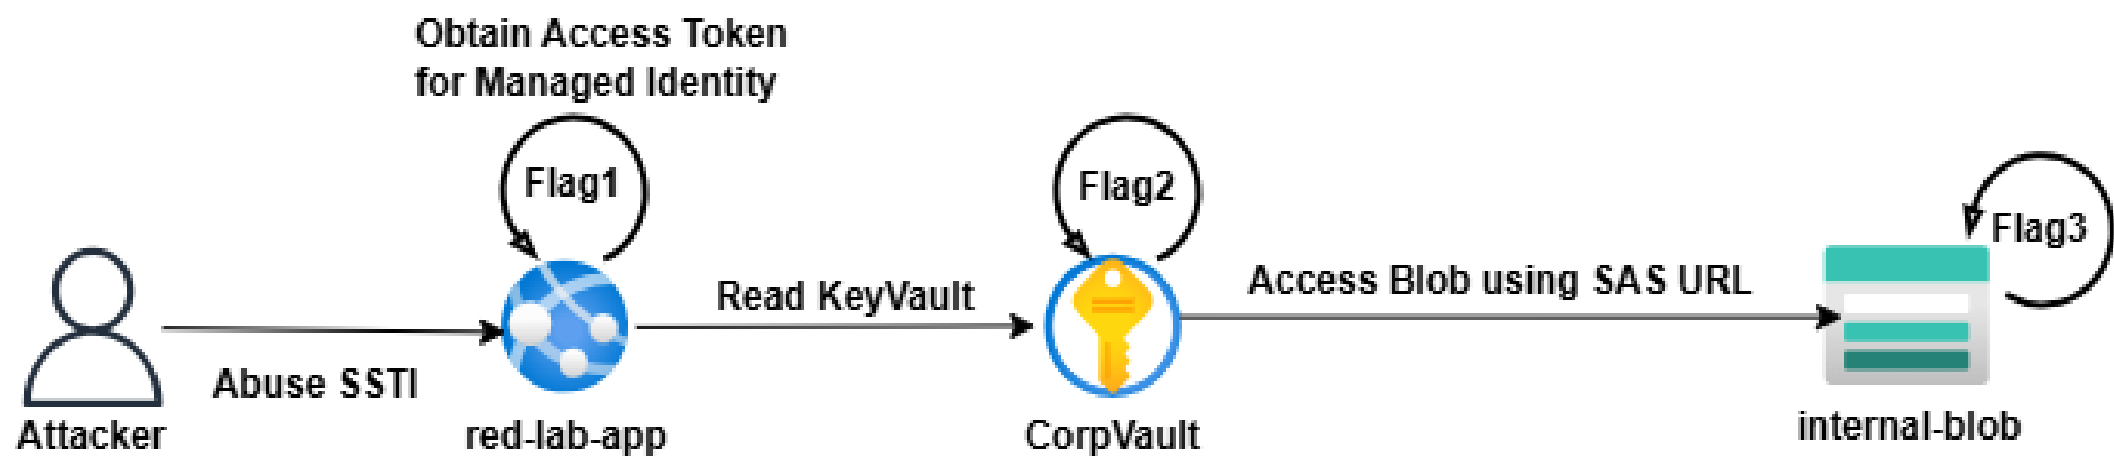 Obtain Access Token
for Managed Identity
Flag1
Flag2
Flag3
Read KeyVault
Access Blob using SAS URL
Abuse SSTI
Attacker
red-lab-app
CorpVault
internal-blob